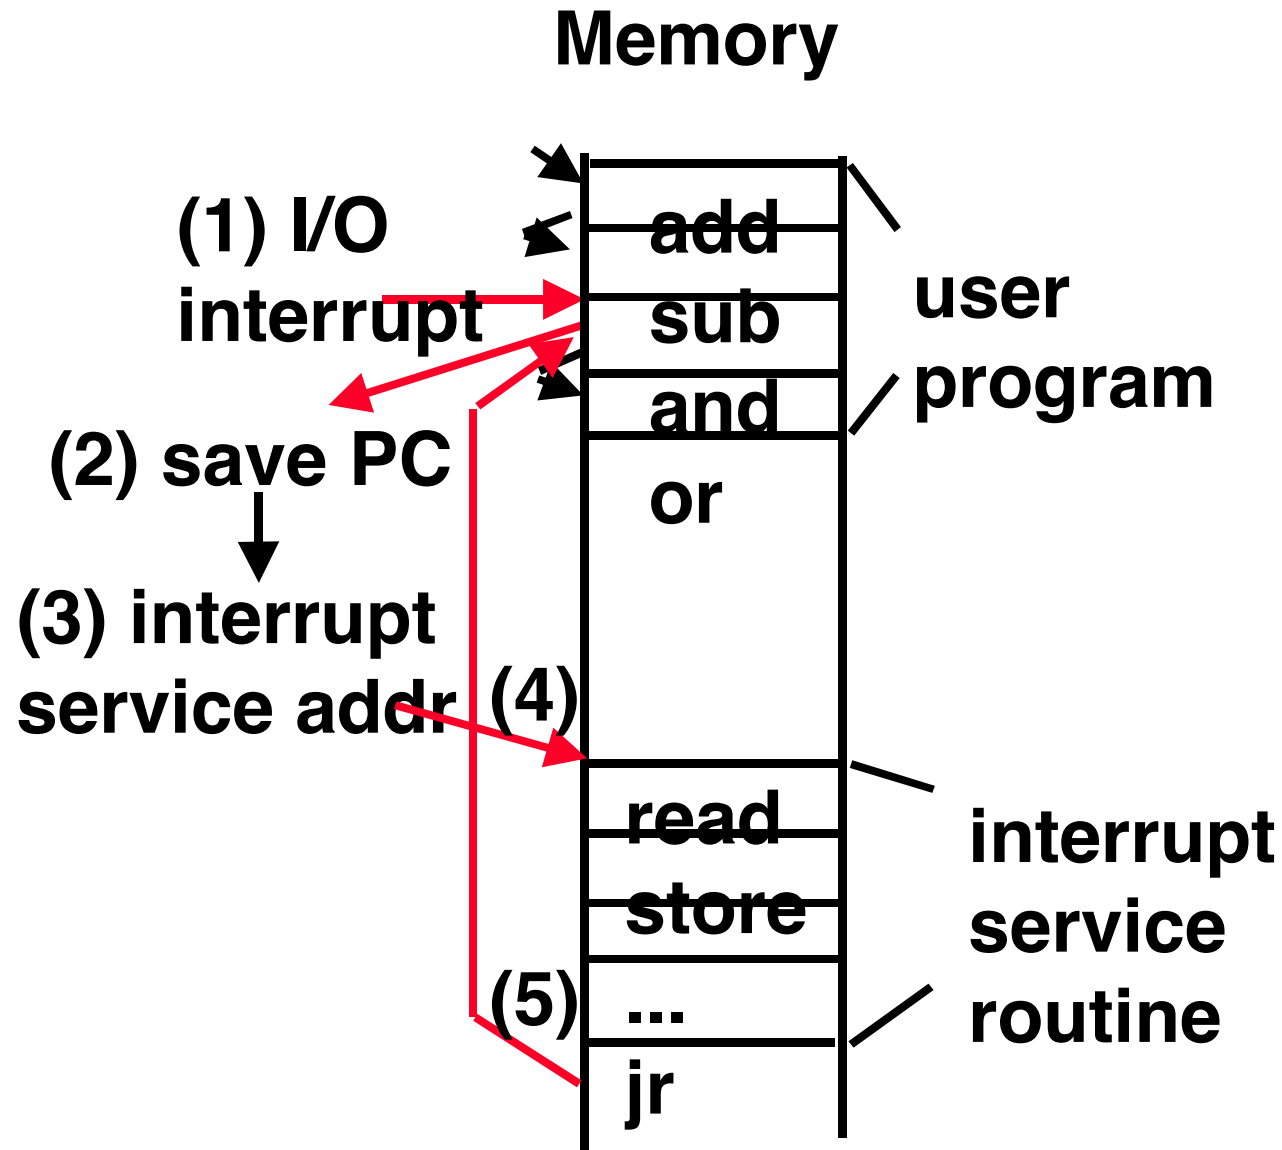 Memory
(1) I/O
interrupt
(2) save PC
(3) interrupt
service addr
(4)
(5)
add
sub
and
or
read
store
...
jr
user
program
interrupt
service
routine